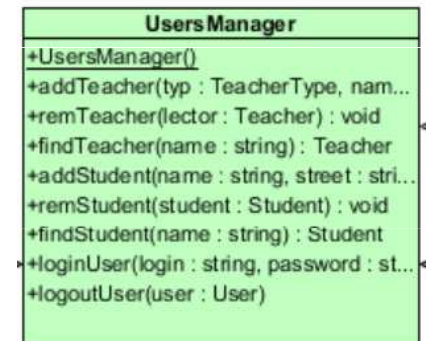 UsersManager
+UsersManager()
+addTeacher(typ : TeacherType, nam...
+remTeacher(lector : Teacher) : void
+findTeacher(name : string) : Teacher
+addStudent(name : string, street : stri...
+remStudent(student : Student) : void
+findStudent(name : string) : Student
+loginUser(login : string, password : st...
+logoutUser(user : User)